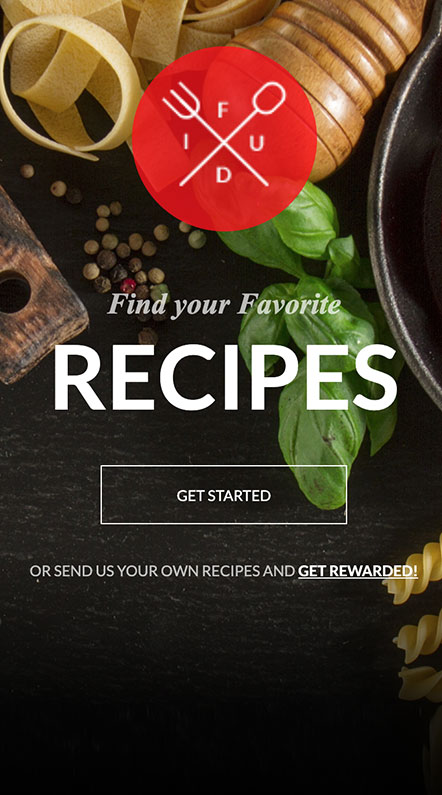 F
I U
D
Find your Favorite
RECIPES
GET STARTED
OR SEND US YOUR OWN RECIPES AND GET REWARDED!